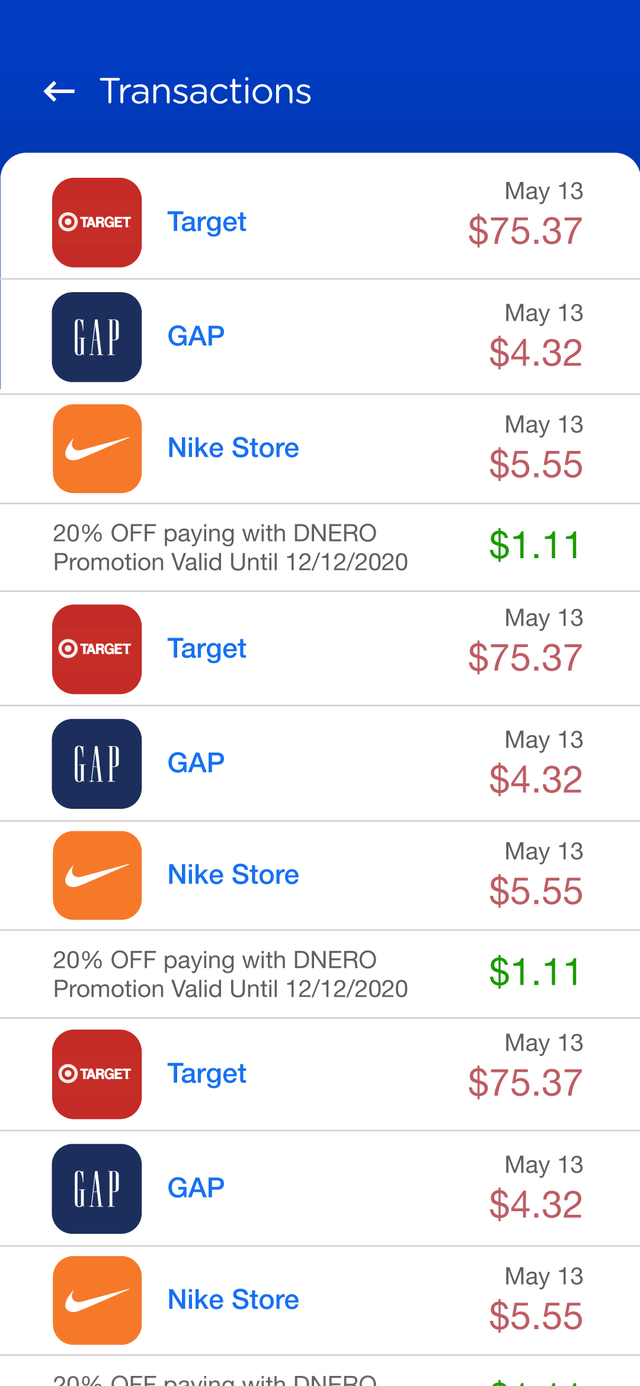 Transactions
May 13
TARGET
Target
$75.37
May 13
GAP
GAP
$4.32
May 13
Nike Store
$5.55
20% OFF paying with DNERO
Promotion Valid Until 12/12/2020
$1.11
May 13
TARGET
Target
$75.37
May 13
GAP
GAP
$4.32
May 13
Nike Store
$5.55
20% OFF paying with DNERO
Promotion Valid Until 12/12/2020
$1.11
May 13
TARGET
Target
$75.37
May 13
GAP
GAP
$4.32
May 13
Nike Store
$5.55
20% OFF paying with DNERO